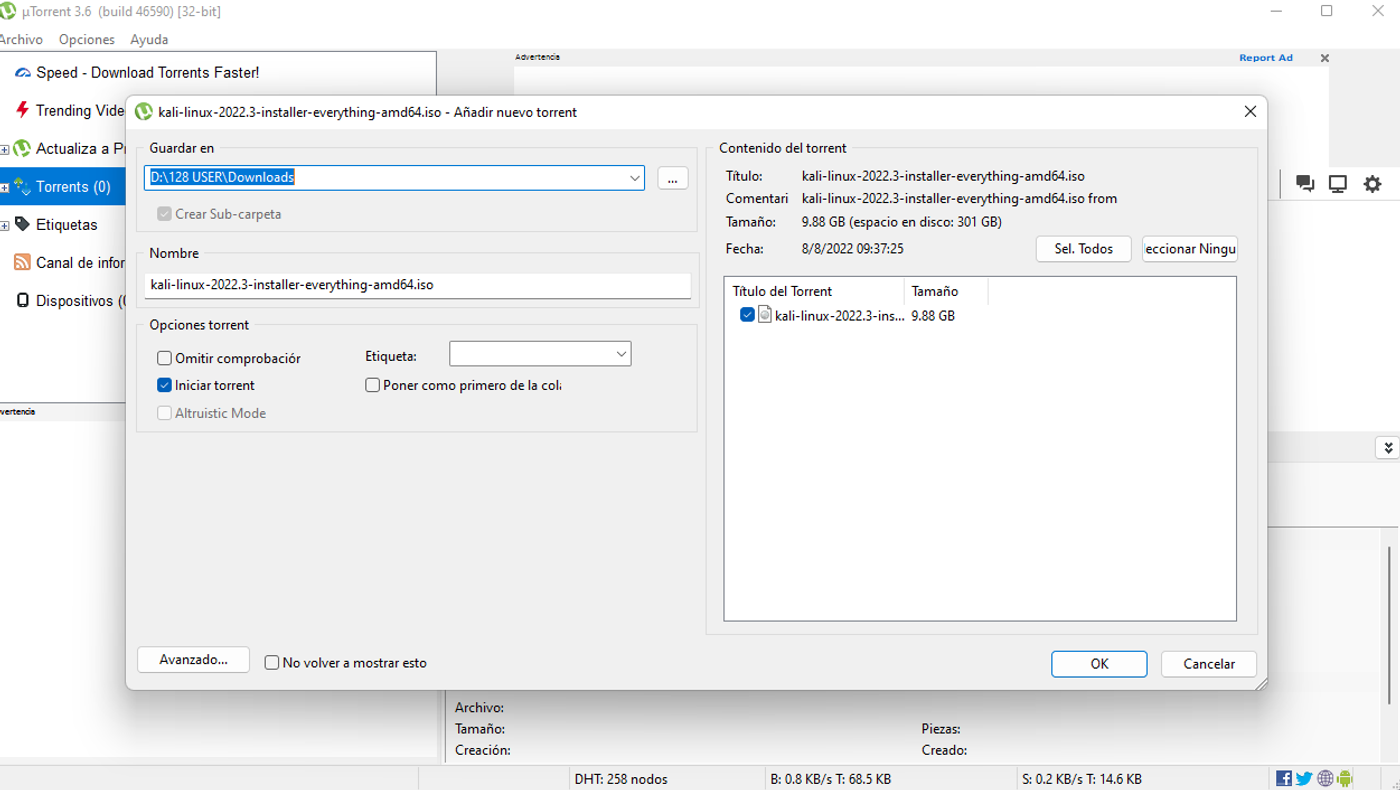 µTorrent 3.6 (build 46590) [32-bit]
Archivo Opciones Ayuda
Speed - Download Torrents Faster!
Advertencia
Report Ad
Trending Vide
Actualiza a P
Torrents (0)
Etiquetas
Canal de infor
Dispositivos (
vertencia
kali-linux-2022.3-installer-everything-amd64.iso - Añadir nuevo torrent
Guardar en
D:\128 USER\Downloads
...
Crear Sub-carpeta
Nombre
kali-linux-2022.3-installer-everything-amd64.iso
Opciones torrent
Omitir comprobaciór
Etiqueta:
Iniciar torrent
Poner como primero de la cola
Altruistic Mode
Contenido del torrent
Título: kali-linux-2022.3-installer-everything-amd64.iso
Comentari kali-linux-2022.3-installer-everything-amd64.iso from
Tamaño: 9.88 GB (espacio en disco: 301 GB)
Fecha: 8/8/2022 09:37:25
Sel. Todos
eccionar Ningu
Título del Torrent Tamaño
kali-linux-2022.3-ins... 9.88 GB
Avanzado...
No volver a mostrar esto
OK
Cancelar
Archivo:
Tamaño:
Piezas:
Creación:
Creado:
DHT: 258 nodos
B: 0.8 KB/s T: 68.5 KB
S: 0.2 KB/s T: 14.6 KB